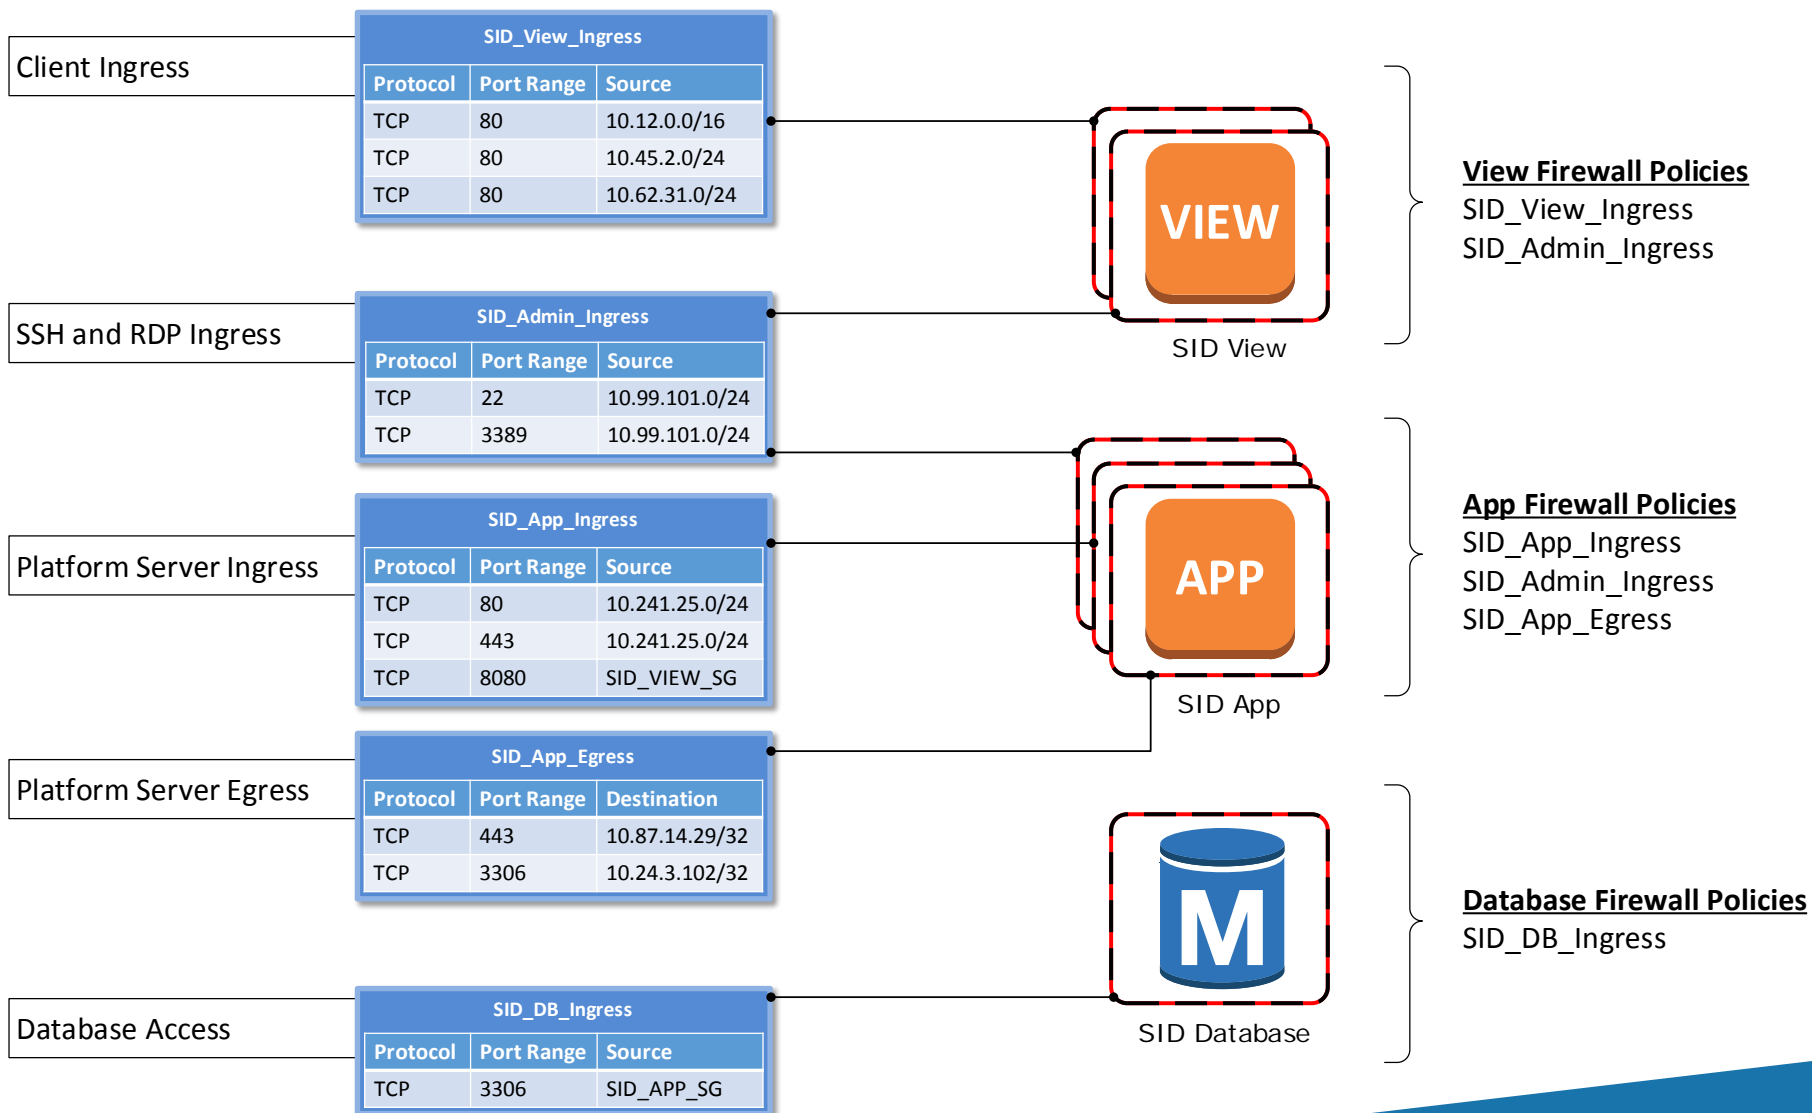 Client Ingress
SID_View_Ingress
Protocol Port Range Source
TCP 80 10.12.0.0/16
TCP 80 10.45.2.0/24
TCP 80 10.62.31.0/24
VIEW
SID View
View Firewall Policies
SID_View_Ingress
SID_Admin_Ingress
SSH and RDP Ingress
SID_Admin_Ingress
Protocol Port Range Source
TCP 22 10.99.101.0/24
TCP 3389 10.99.101.0/24
Platform Server Ingress
SID_App_Ingress
Protocol Port Range Source
TCP 80 10.241.25.0/24
TCP 443 10.241.25.0/24
TCP 8080 SID_VIEW_SG
APP
SID App
App Firewall Policies
SID_App_Ingress
SID_Admin_Ingress
SID_App_Egress
Platform Server Egress
SID_App_Egress
Protocol Port Range Destination
TCP 443 10.87.14.29/32
TCP 3306 10.24.3.102/32
M
SID Database
Database Firewall Policies
SID_DB_Ingress
Database Access
SID_DB_Ingress
Protocol Port Range Source
TCP 3306 SID_APP_SG